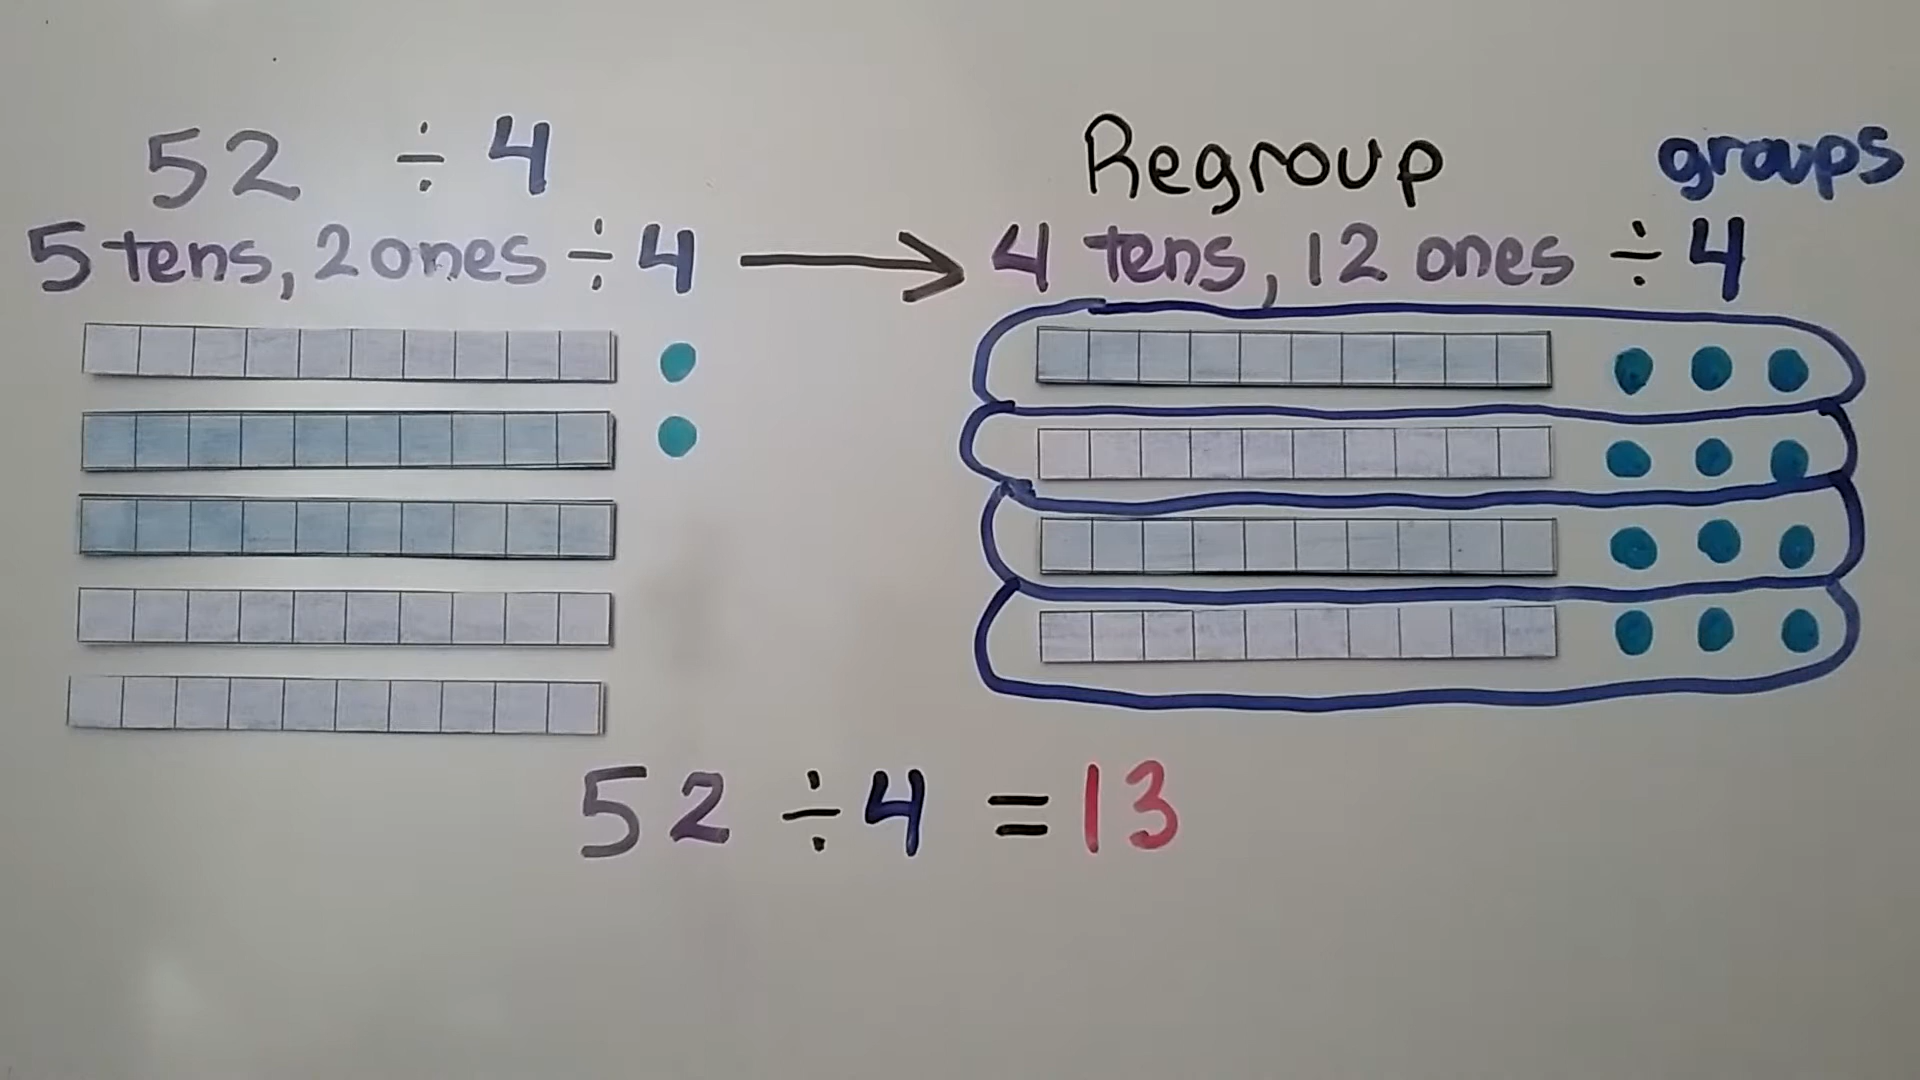 52 ÷ 4
5 tens, 2 ones ÷ 4
Regroup
groups
4 tens, 12 ones ÷ 4
52 ÷ 4 = 13